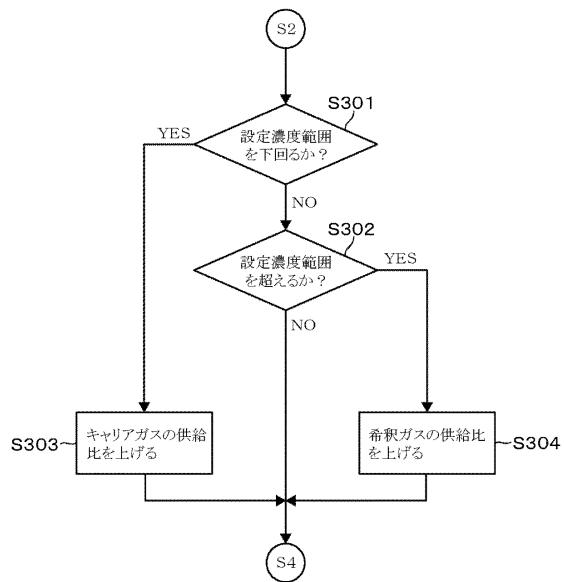 S2
S301
設定濃度範囲
を下回るか？
YES
NO
S302
設定濃度範囲
を超えるか？
YES
NO
S303
キャリアガスの供給
比を上げる
希釈ガスの供給比
を上げる
S304
S4